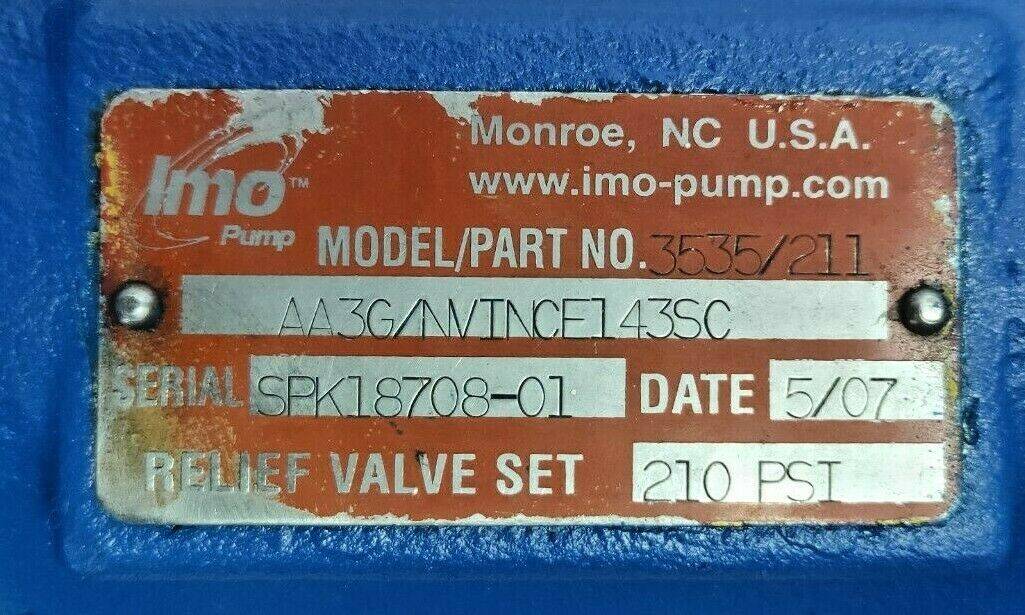 Monroe, NC U.S.A.
www.imo-pump.com
Imo™
Pump
MODEL/PART NO. 3535/211
AA3G/NVINCE143SC
SERIAL SPK18708-01 DATE 5/07
RELIEF VALVE SET 210 PSI